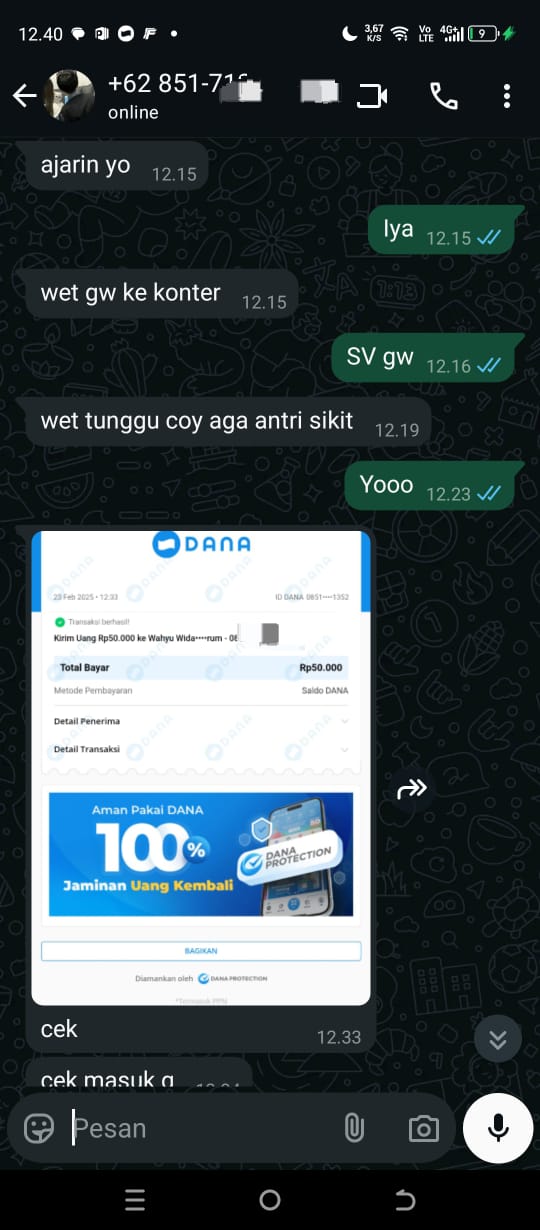 12.40
3,67 K/S
Vo LTE
4G+
9
+62 851-71
online
ajarin yo 12.15
Iya 12.15
wet gw ke konter 12.15
SV gw 12.16
wet tunggu coy aga antri sikit 12.19
Yooo 12.23
DANA
23 Feb 2025 • 12:33
ID DANA 0851••••1352
Transaksi berhasil!
Kirim Uang Rp50.000 ke Wahyu Wida••••rum - 08
Total Bayar Rp50.000
Metode Pembayaran Saldo DANA
Detail Penerima
Detail Transaksi
Aman Pakai DANA
100%
Jaminan Uang Kembali
DANA PROTECTION
BAGIKAN
Diamankan oleh DANA PROTECTION
*Termasuk PPN
cek 12.33
cek masuk g
Pesan